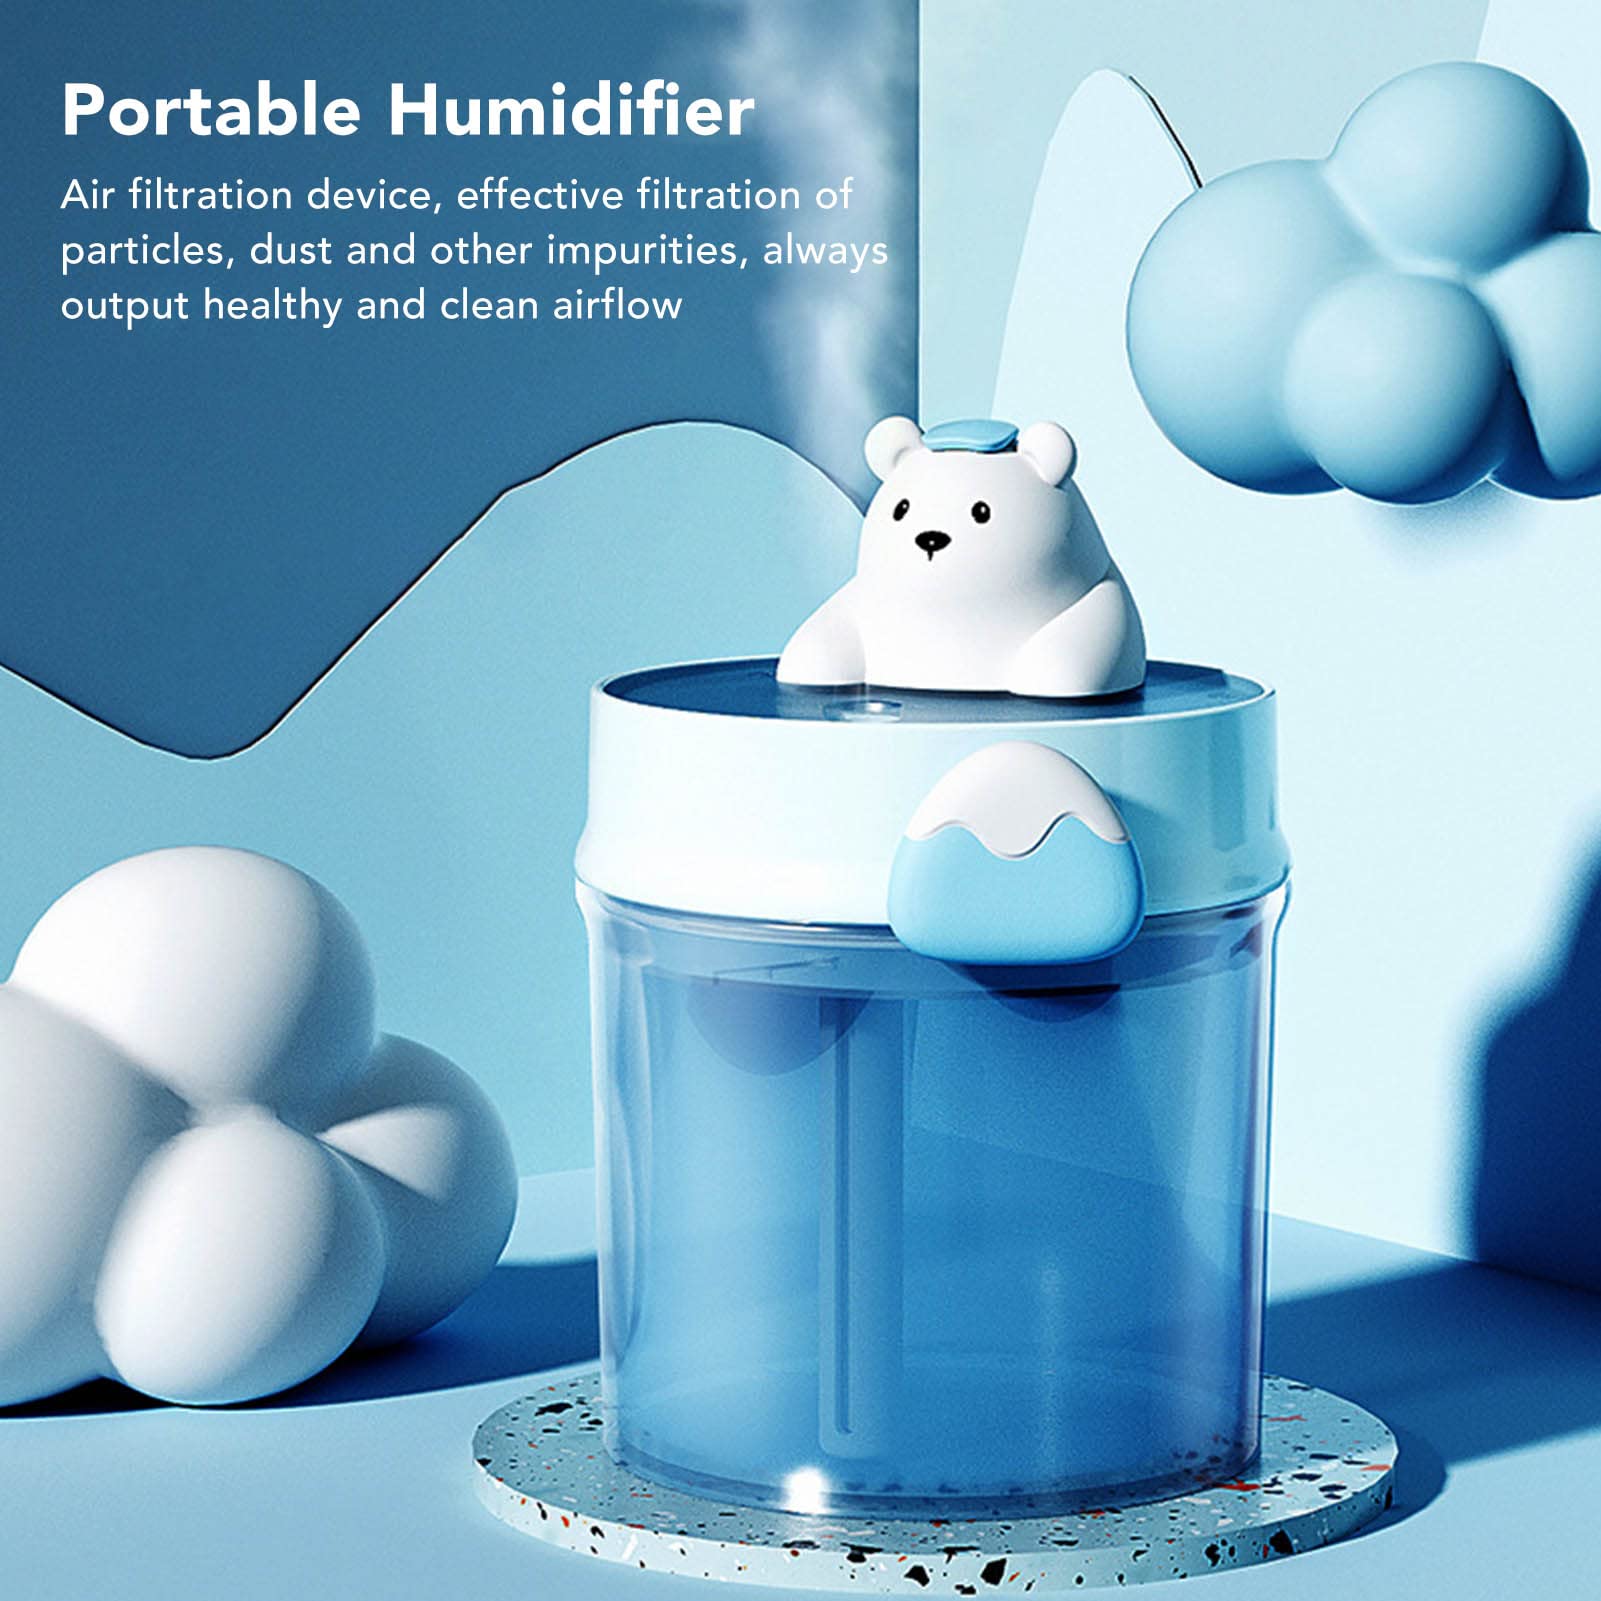 Portable Humidifier
Air filtration device, effective filtration of
particles, dust and other impurities, always
output healthy and clean airflow